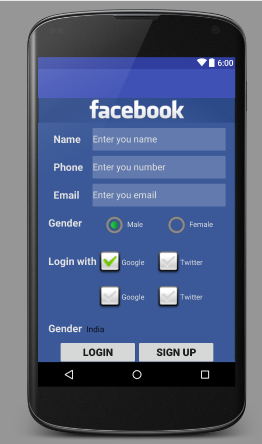 6:00
facebook
Name Enter you name
Phone Enter you number
Email Enter you email
Gender Male Female
Login with Google Twitter
Google Twitter
Gender India
LOGIN SIGN UP